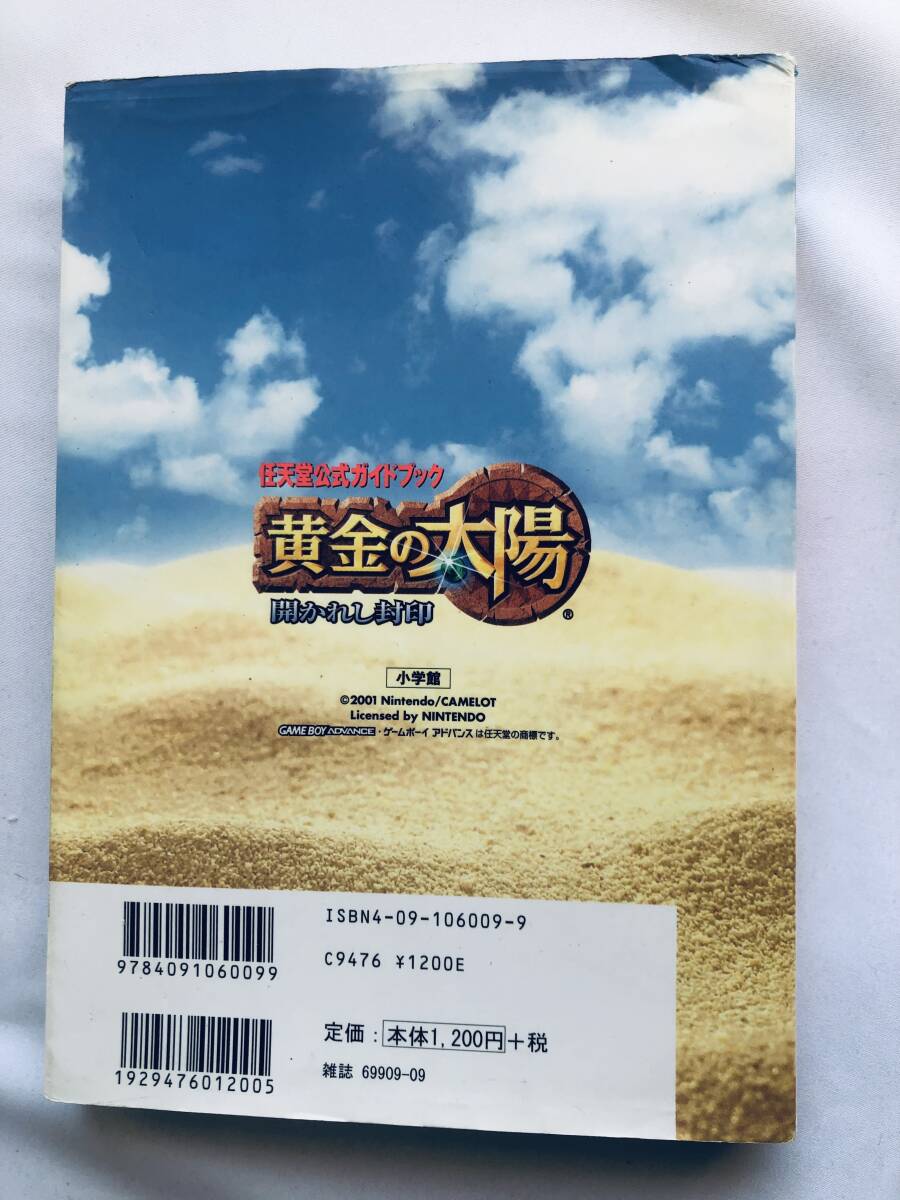 任天堂公式ガイドブック
黄金の太陽
開かれし封印
®
小学館
©2001 Nintendo/CAMELOT
Licensed by NINTENDO
GAME BOY ADVANCE・ゲームボーイ アドバンスは任天堂の商標です。
ISBN4-09-106009-9
9784091060099
C9476 ¥1200E
定価：本体1,200円+税
1929476012005
雑誌 69909-09